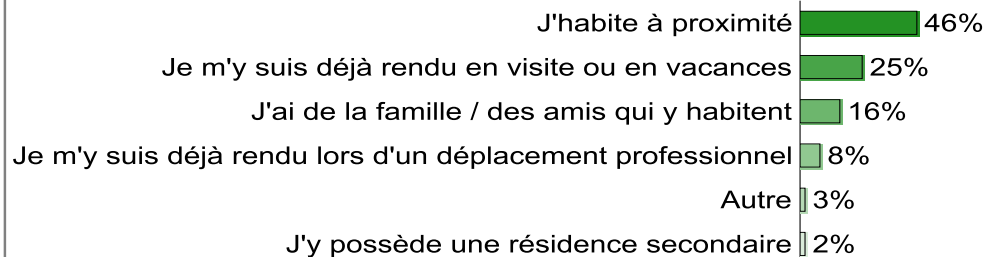 J'habite à proximité 46%
Je m'y suis déjà rendu en visite ou en vacances 25%
J'ai de la famille / des amis qui y habitent 16%
Je m'y suis déjà rendu lors d'un déplacement professionnel 8%
Autre 3%
J'y possède une résidence secondaire 2%